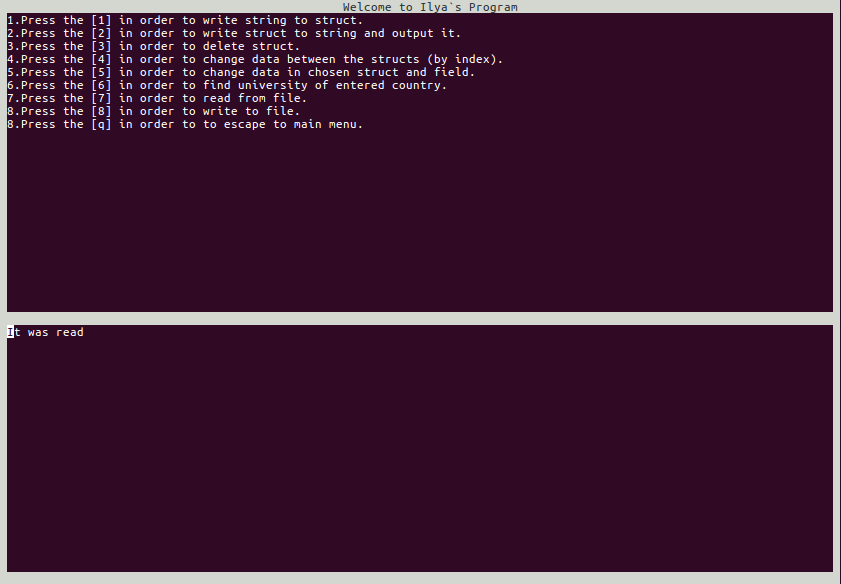 Welcome to Ilya`s Program
1.Press the [1] in order to write string to struct.
2.Press the [2] in order to write struct to string and output it.
3.Press the [3] in order to delete struct.
4.Press the [4] in order to change data between the structs (by index).
5.Press the [5] in order to change data in chosen struct and field.
6.Press the [6] in order to find university of entered country.
7.Press the [7] in order to read from file.
8.Press the [8] in order to write to file.
8.Press the [q] in order to to escape to main menu.
It was read